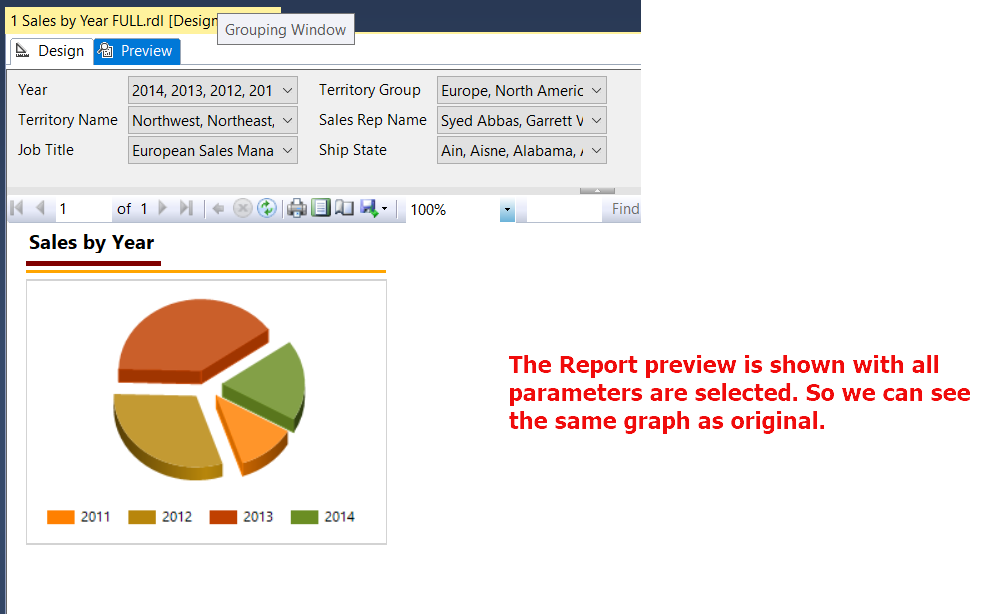 1 Sales by Year FULL.rdl [Design
Grouping Window
Design Preview
Year 2014, 2013, 2012, 201 Territory Group Europe, North Americ
Territory Name Northwest, Northeast, Sales Rep Name Syed Abbas, Garrett V
Job Title European Sales Mana Ship State Ain, Aisne, Alabama, A
1 of 1 100% Find
Sales by Year
The Report preview is shown with all
parameters are selected. So we can see
the same graph as original.
2011 2012 2013 2014